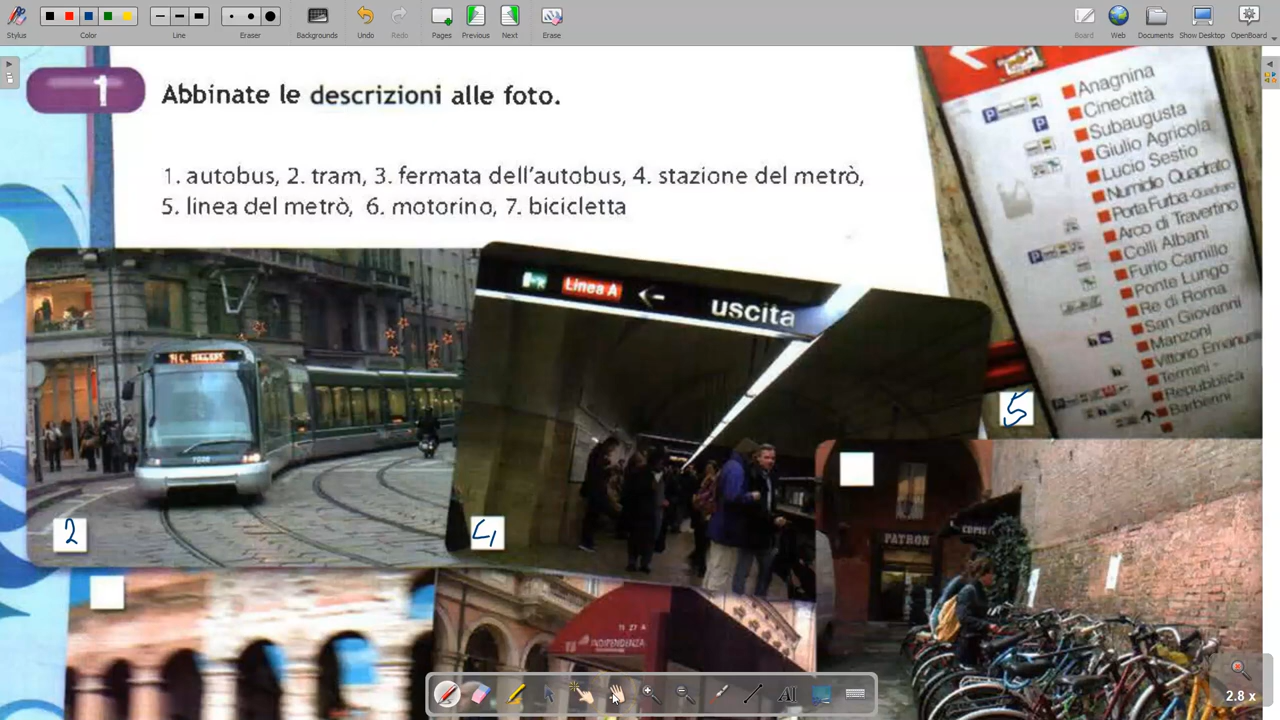 Stylus
Color
Line
Eraser
Backgrounds
Undo
Redo
Pages
Previous
Next
Erase
Board
Web
Documents
Show Desktop
OpenBoard
1
Abbinate le descrizioni alle foto.
1. autobus, 2. tram, 3. fermata dell'autobus, 4. stazione del metrò,
5. linea del metrò, 6. motorino, 7. bicicletta
Anagnina
Cinecittà
Subaugusta
Giulio Agricola
Lucio Sestio
Numidio Quadrato
Porta Furba-Quadraro
Arco di Travertino
Colli Albani
Furio Camillo
Ponte Lungo
Re di Roma
San Giovanni
Manzoni
Vittorio Emanue
Termini -
Repubblica
Barberini
P
P
P
Linea A
uscita
5
2
4
PATRON
INDIPENDENZA
AI
2.8 x